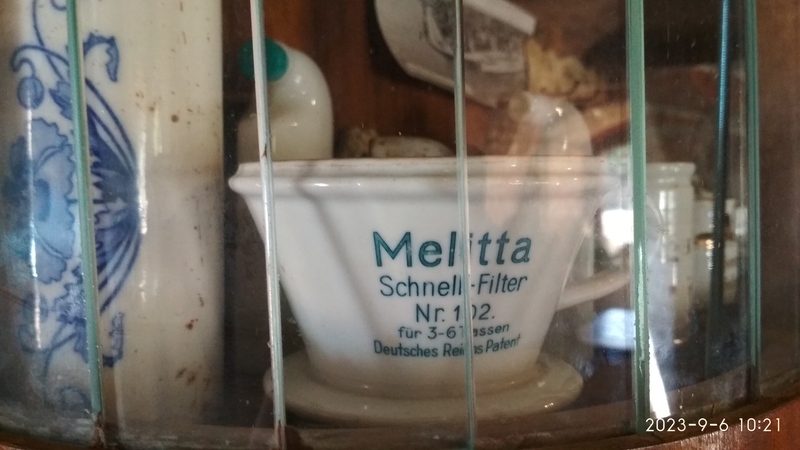 Melitta
Schnell-Filter
Nr. 102.
für 3-6 Tassen
Deutsches Reichs Patent
2023-9-6 10:21